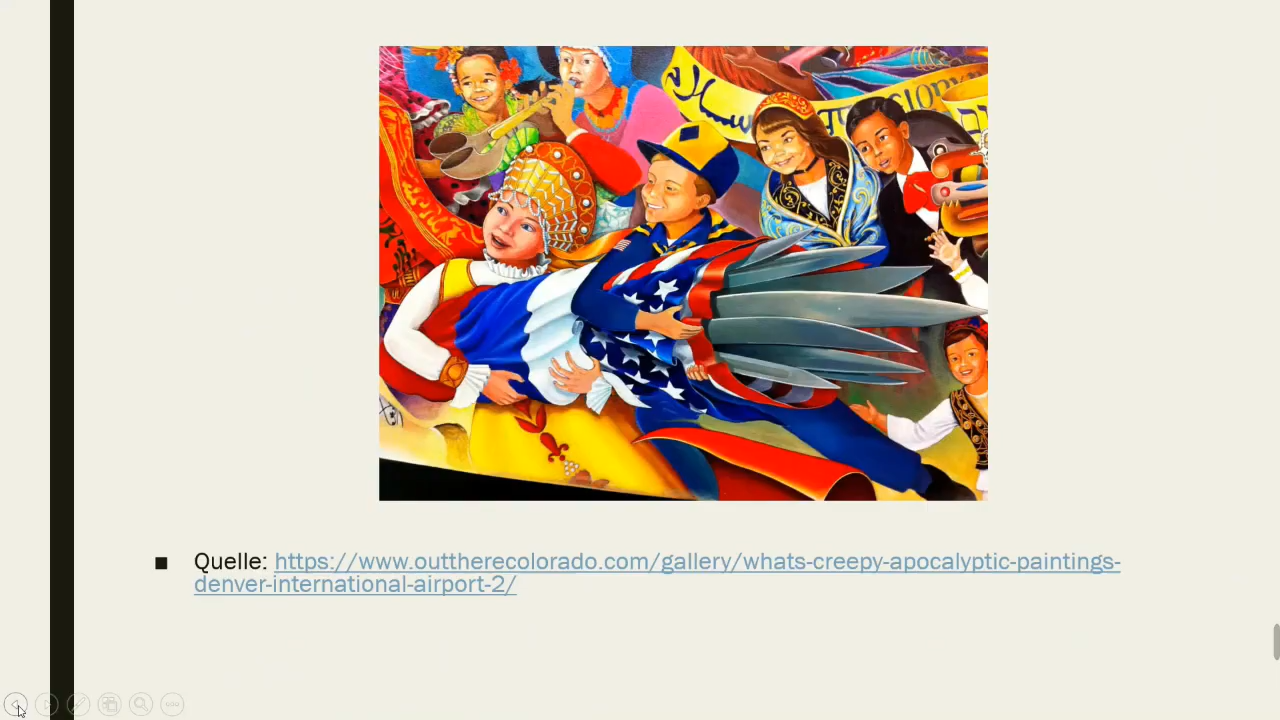 ■ Quelle: https://www.outtherecolorado.com/gallery/whats-creepy-apocalyptic-paintings-
denver-international-airport-2/